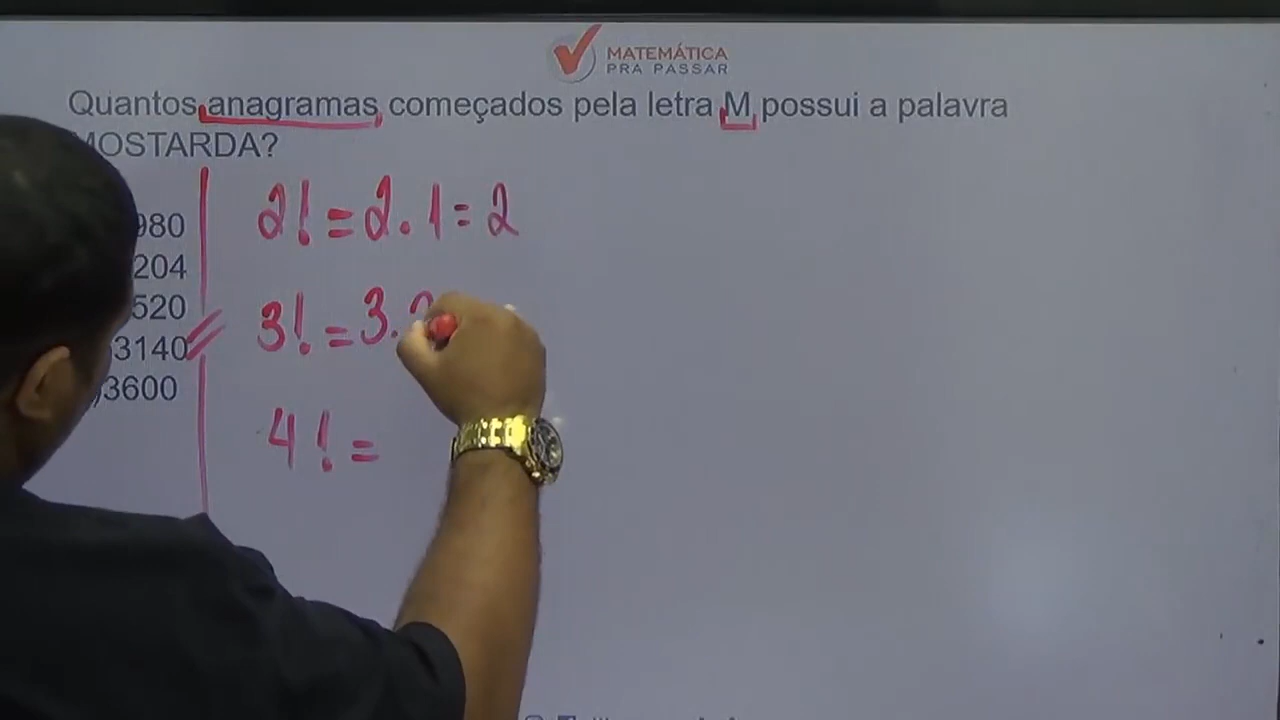 MATEMÁTICA
PRA PASSAR
Quantos anagramas começados pela letra M possui a palavra
MOSTARDA?
980
204
520
3140
)3600
2! = 2.1 = 2
3! = 3.2
4! =